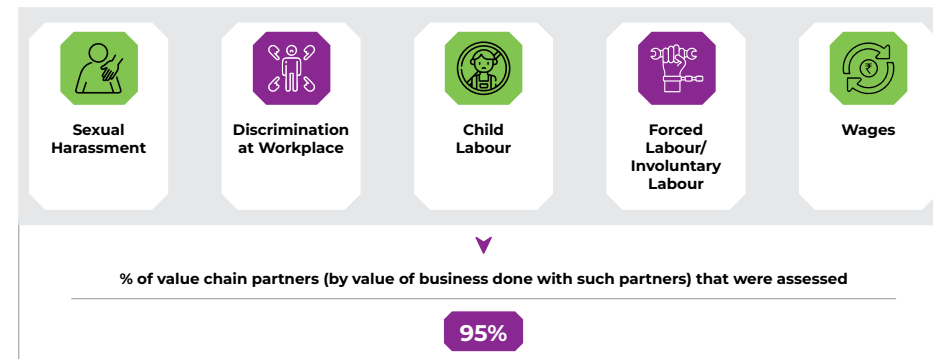 Sexual
Harassment
Discrimination
at Workplace
Child
Labour
Forced
Labour/
Involuntary
Labour
₹
Wages
% of value chain partners (by value of business done with such partners) that were assessed
95%